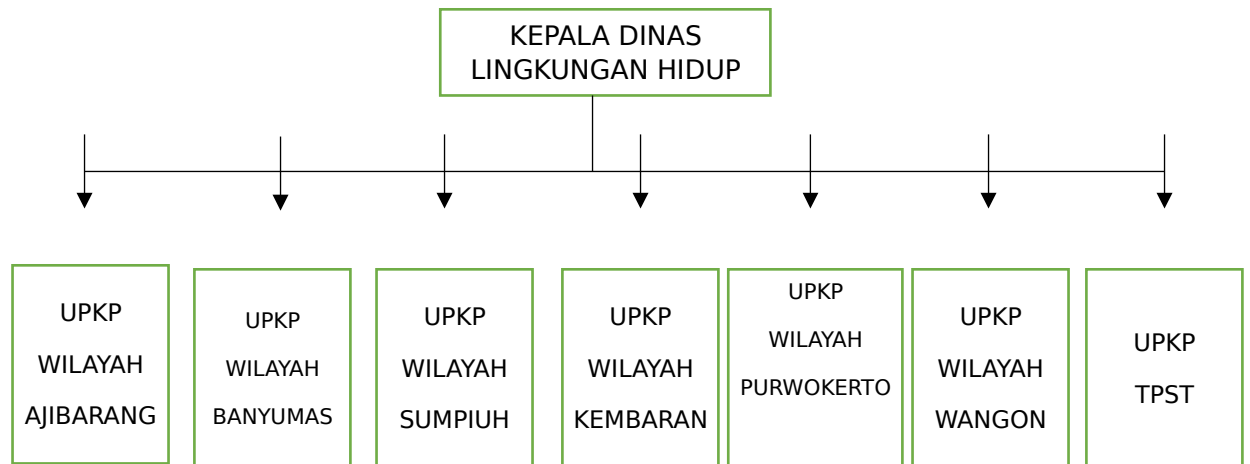 KEPALA DINAS
LINGKUNGAN HIDUP
UPKP
WILAYAH
AJIBARANG
UPKP
WILAYAH
BANYUMAS
UPKP
WILAYAH
SUMPIUH
UPKP
WILAYAH
KEMBARAN
UPKP
WILAYAH
PURWOKERTO
UPKP
WILAYAH
WANGON
UPKP
TPST